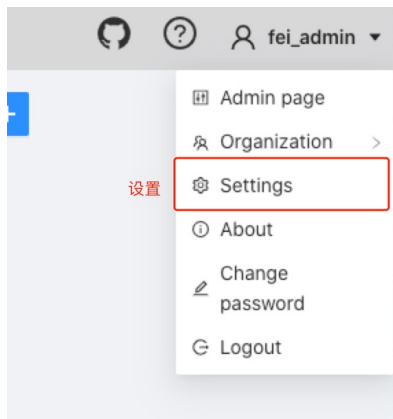 fei_admin
Admin page
Organization
设置
Settings
About
Change
password
Logout